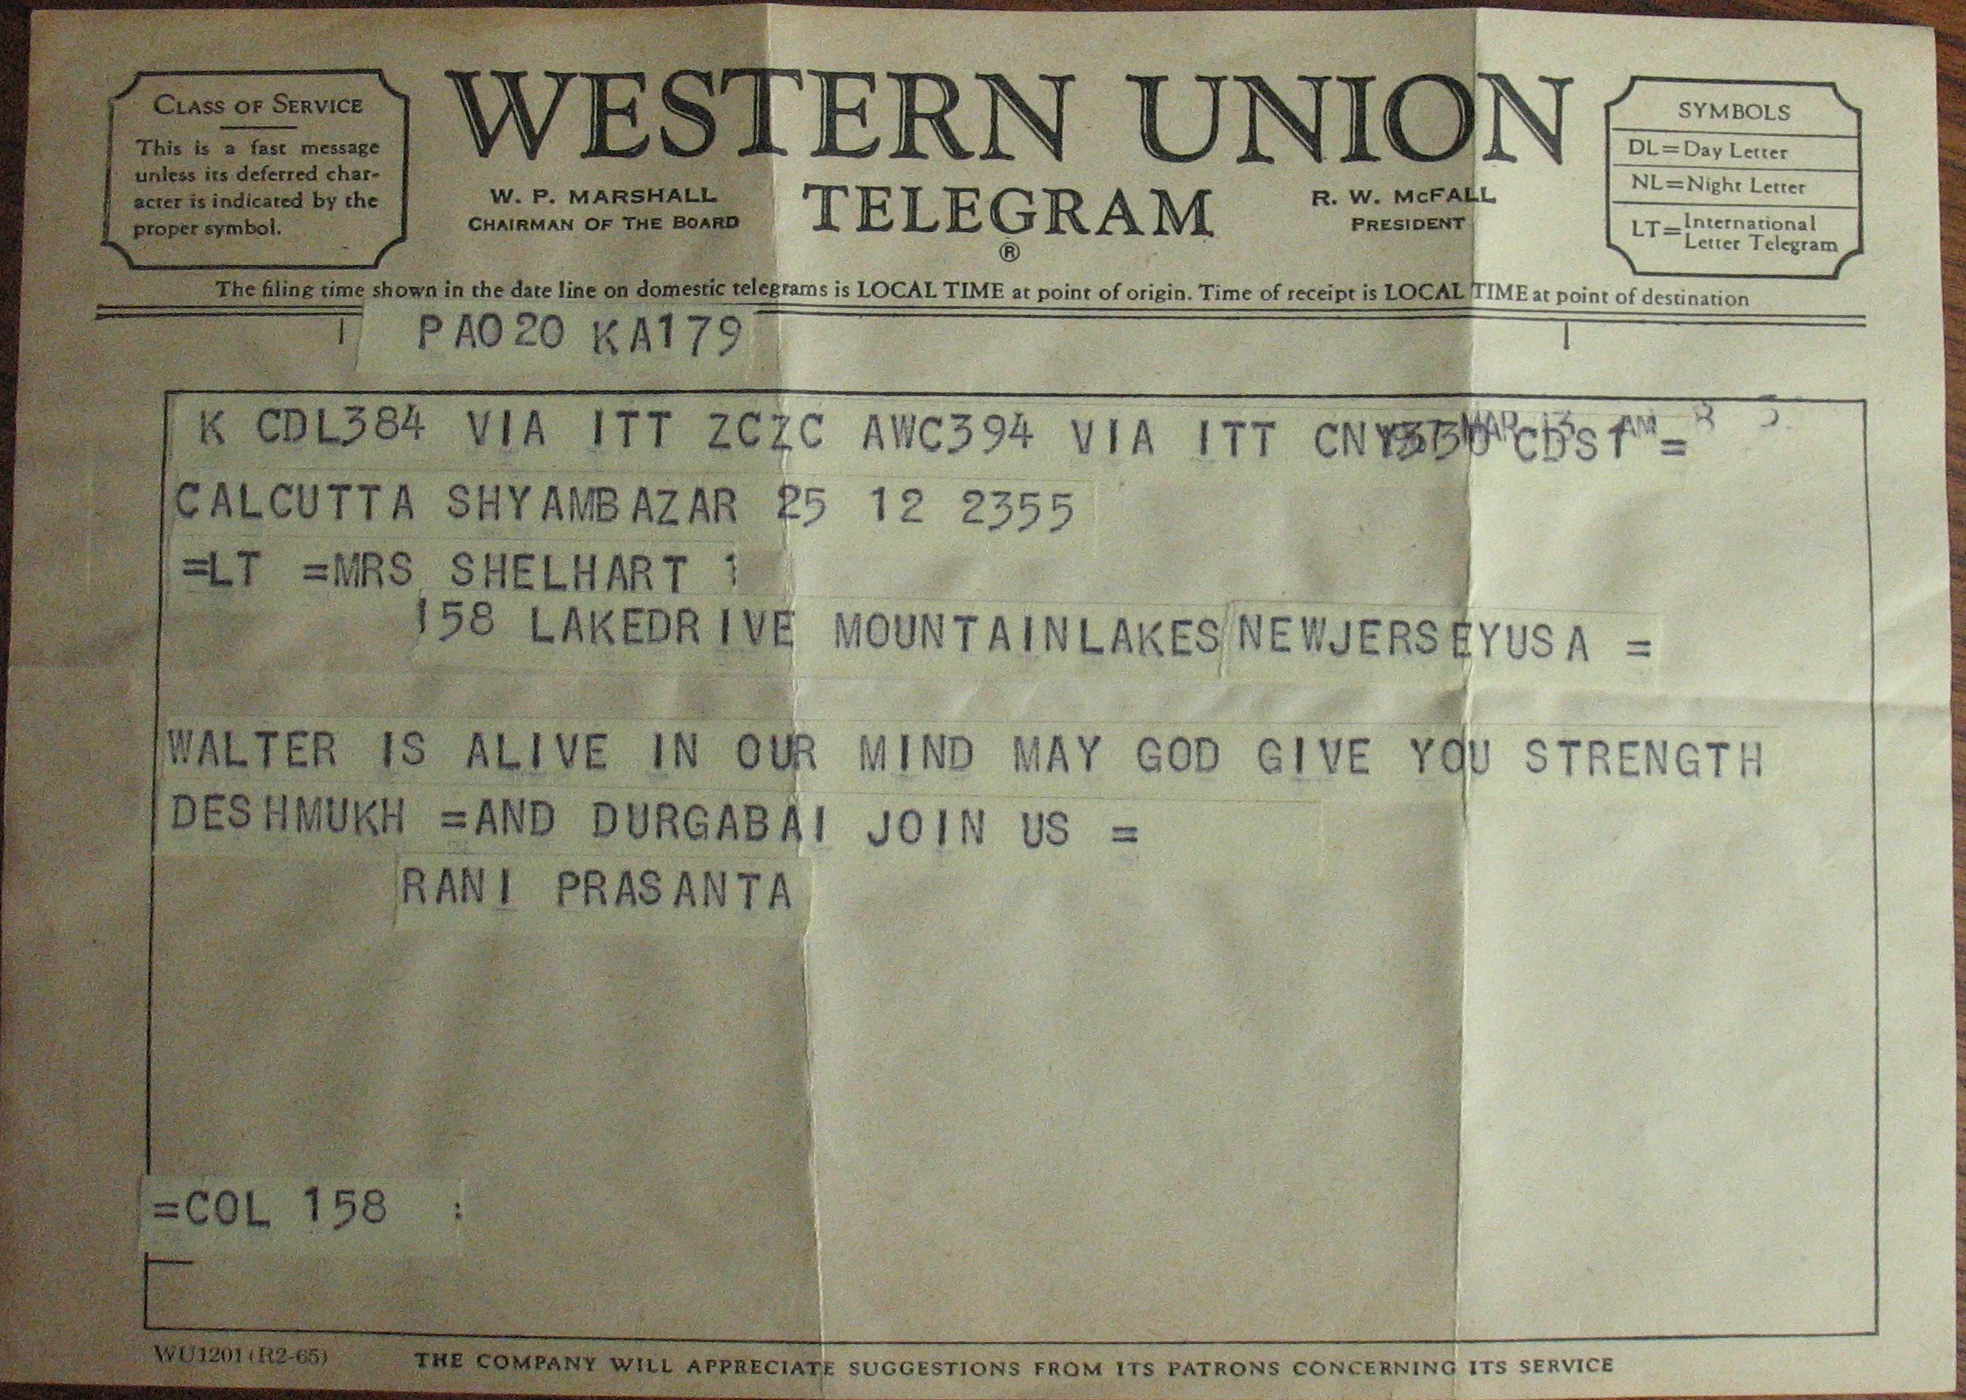 CLASS OF SERVICE
This is a fast message
unless its deferred char-
acter is indicated by the
proper symbol.
WESTERN UNION
TELEGRAM
®
W. P. MARSHALL
CHAIRMAN OF THE BOARD
R. W. McFALL
PRESIDENT
SYMBOLS
DL=Day Letter
NL=Night Letter
LT=International
Letter Telegram
The filing time shown in the date line on domestic telegrams is LOCAL TIME at point of origin. Time of receipt is LOCAL TIME at point of destination
PA020 KA179
K CDL384 VIA ITT ZCZC AWC394 VIA ITT CDST =
MAR 13 AM 8
CALCUTTA SHYAMBAZAR 25 12 2355
=LT =MRS SHELHART 1
158 LAKEDRIVE MOUNTAINLAKES NEWJERSEYUSA =
WALTER IS ALIVE IN OUR MIND MAY GOD GIVE YOU STRENGTH
DESHMUKH =AND DURGABAI JOIN US =
RANI PRASANTA
=COL 158 :
WU1201 (R2-65)
THE COMPANY WILL APPRECIATE SUGGESTIONS FROM ITS PATRONS CONCERNING ITS SERVICE